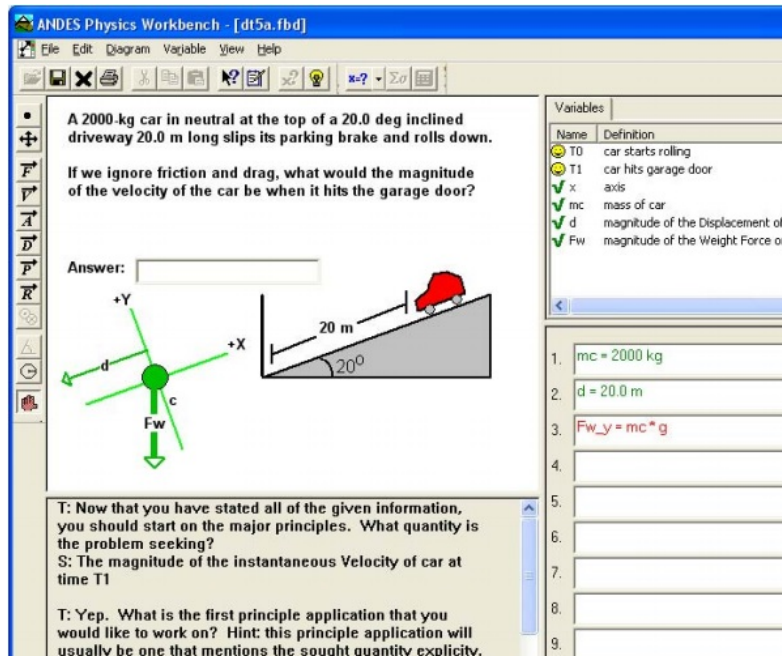 ANDES Physics Workbench - [dt5a.fbd]
File Edit Diagram Variable View Help
x=?
Σσ
A 2000-kg car in neutral at the top of a 20.0 deg inclined
driveway 20.0 m long slips its parking brake and rolls down.
If we ignore friction and drag, what would the magnitude
of the velocity of the car be when it hits the garage door?
Answer:
F
V
A
D
P
R
+Y
+X
d
c
Fw
20 m
20⁰
Variables
Name Definition
T0 car starts rolling
T1 car hits garage door
x axis
mc mass of car
d magnitude of the Displacement of
Fw magnitude of the Weight Force o
1. mc = 2000 kg
2. d = 20.0 m
3. Fw_y = mc*g
4.
5.
6.
7.
8.
9.
T: Now that you have stated all of the given information,
you should start on the major principles. What quantity is
the problem seeking?
S: The magnitude of the instantaneous Velocity of car at
time T1
T: Yep. What is the first principle application that you
would like to work on? Hint: this principle application will
usually be one that mentions the sought quantity explicity.